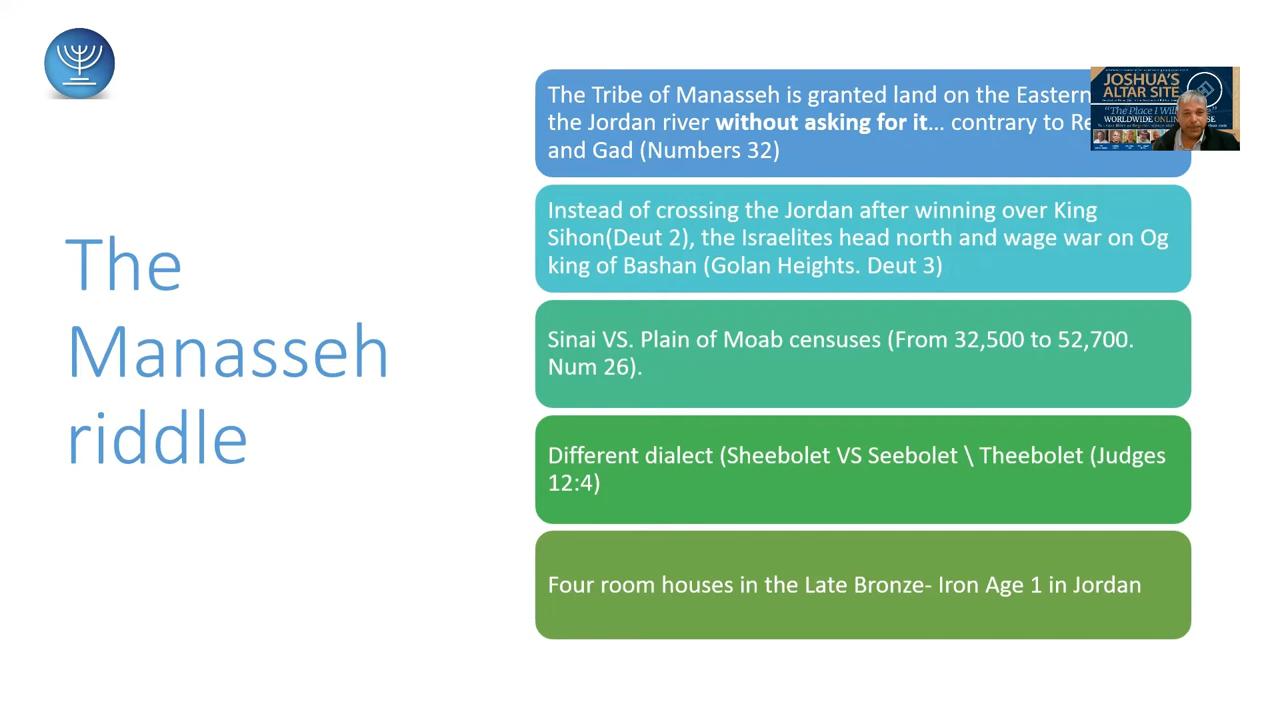 The
Manasseh
riddle
The Tribe of Manasseh is granted land on the Eastern
the Jordan river without asking for it... contrary to
and Gad (Numbers 32)
Instead of crossing the Jordan after winning over King
Sihon(Deut 2), the Israelites head north and wage war on Og
king of Bashan (Golan Heights. Deut 3)
Sinai VS. Plain of Moab censuses (From 32,500 to 52,700.
Num 26).
Different dialect (Sheebolet VS Seebolet \ Theebolet (Judges
12:4)
Four room houses in the Late Bronze- Iron Age 1 in Jordan
JOSHUA'S
ALTAR SITE
"The Place I
WORLDWIDE ONLIN